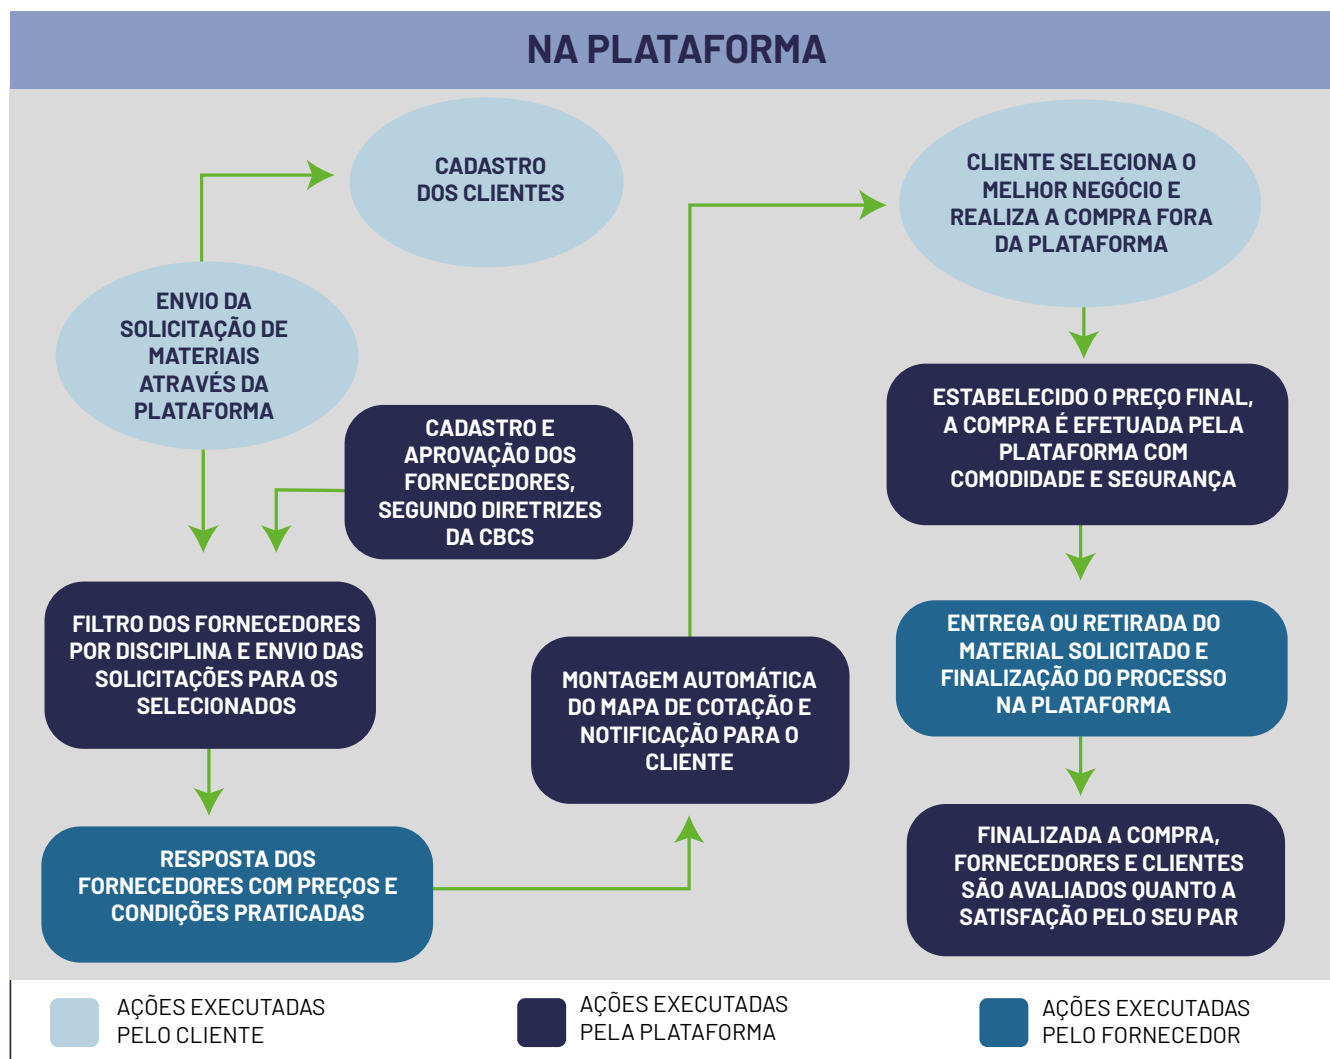 NA PLATAFORMA
CADASTRO
DOS CLIENTES
ENVIO DA
SOLICITAÇÃO DE
MATERIAIS
ATRAVÉS DA
PLATAFORMA
CADASTRO E
APROVAÇÃO DOS
FORNECEDORES,
SEGUNDO DIRETRIZES
DA CBCS
FILTRO DOS FORNECEDORES
POR DISCIPLINA E ENVIO DAS
SOLICITAÇÕES PARA OS
SELECIONADOS
RESPOSTA DOS
FORNECEDORES COM PREÇOS E
CONDIÇÕES PRATICADAS
MONTAGEM AUTOMÁTICA
DO MAPA DE COTAÇÃO E
NOTIFICAÇÃO PARA O
CLIENTE
CLIENTE SELECIONA O
MELHOR NEGÓCIO E
REALIZA A COMPRA FORA
DA PLATAFORMA
ESTABELECIDO O PREÇO FINAL,
A COMPRA É EFETUADA PELA
PLATAFORMA COM
COMODIDADE E SEGURANÇA
ENTREGA OU RETIRADA DO
MATERIAL SOLICITADO E
FINALIZAÇÃO DO PROCESSO
NA PLATAFORMA
FINALIZADA A COMPRA,
FORNECEDORES E CLIENTES
SÃO AVALIADOS QUANTO A
SATISFAÇÃO PELO SEU PAR
AÇÕES EXECUTADAS
PELO CLIENTE
AÇÕES EXECUTADAS
PELA PLATAFORMA
AÇÕES EXECUTADAS
PELO FORNECEDOR